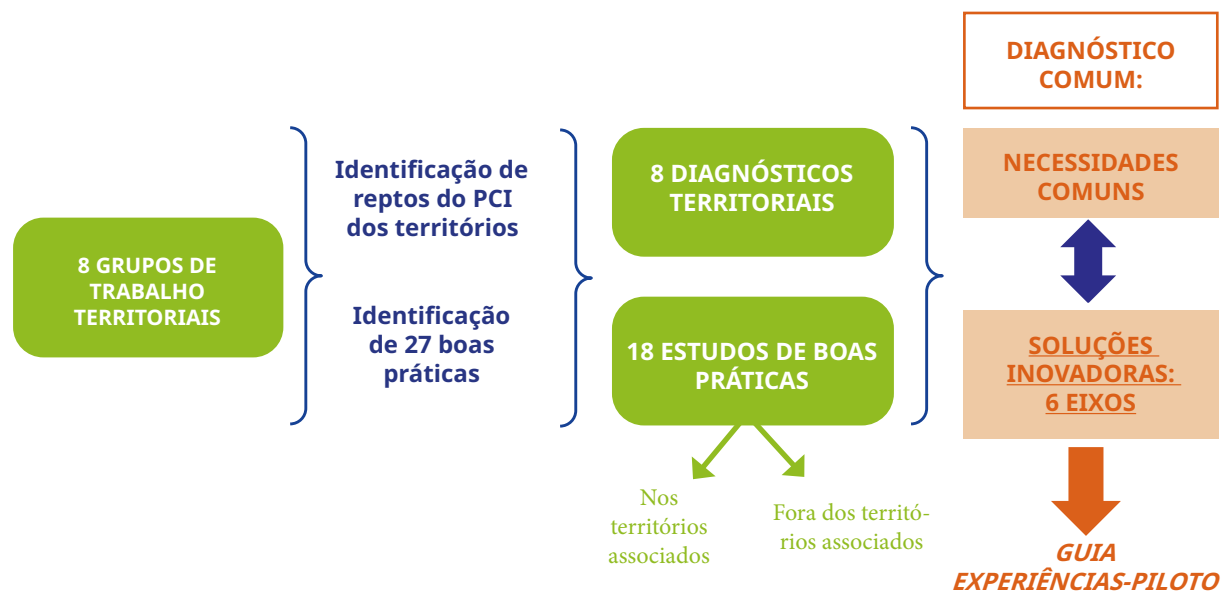 8 GRUPOS DE
TRABALHO
TERRITORIAIS
Identificação de
reptos do PCI
dos territórios
Identificação
de 27 boas
práticas
8 DIAGNÓSTICOS
TERRITORIAIS
18 ESTUDOS DE BOAS
PRÁTICAS
Nos
territórios
associados
Fora dos territó-
rios associados
DIAGNÓSTICO
COMUM:
NECESSIDADES
COMUNS
SOLUÇÕES
INOVADORAS:
6 EIXOS
GUIA
EXPERIÊNCIAS-PILOTO